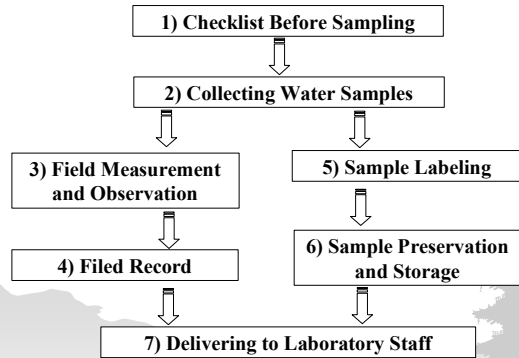 1) Checklist Before Sampling
2) Collecting Water Samples
3) Field Measurement
and Observation
4) Filed Record
5) Sample Labeling
6) Sample Preservation
and Storage
7) Delivering to Laboratory Staff